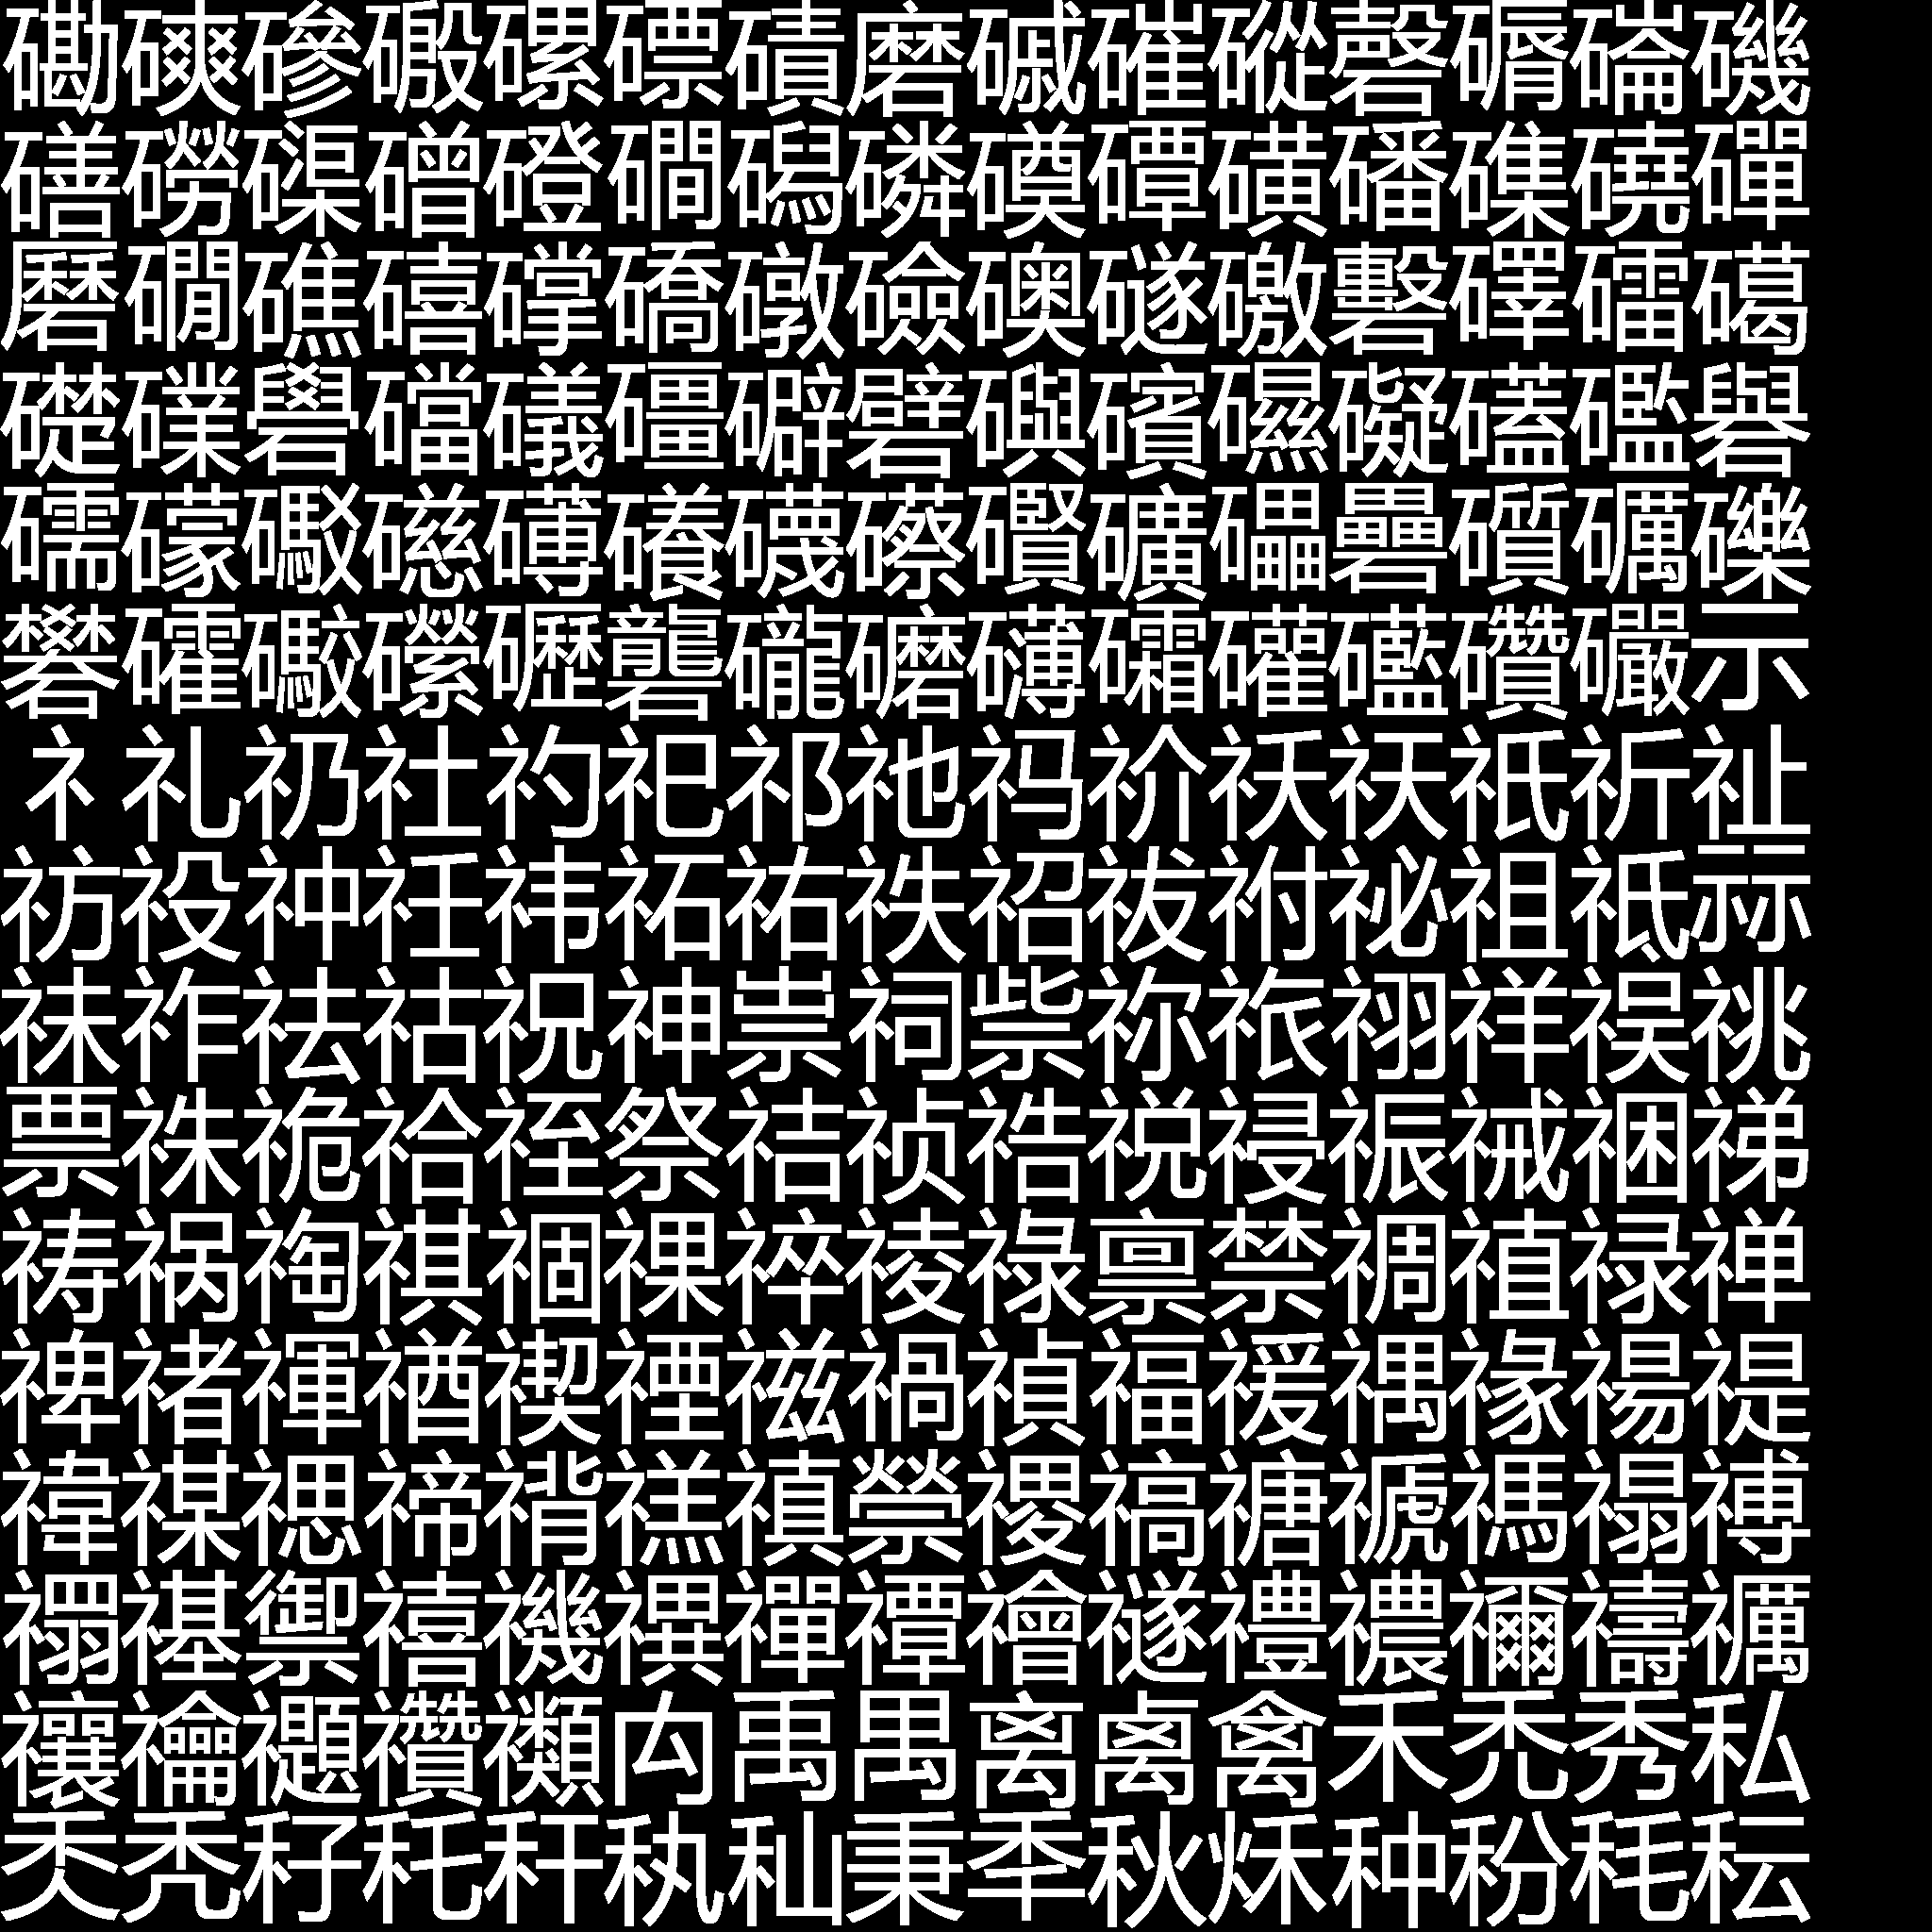 磡磢磣磤磥磦磧磨磩磪磫磬磭磮磯
磰磱磲磳磴磵磶磷磸磹磺磻磼磽磾
磿礀礁礂礃礄礅礆礇礈礉礊礋礌礍
礎礏礐礑礒礓礔礕礖礗礘礙礚礛礜
礝礞礟礠礡礢礣礤礥礦礧礨礩礪礫
礬礭礮礯礰礱礲礳礴礵礶礷礸礹示
礻礼礽社礿祀祁祂祃祄祅祆祇祈祉
祊祋祌祍祎祏祐祑祒祓祔祕祖祗祘
祙祚祛祜祝神祟祠祡祢祣祤祥祦祧
票祩祪祫祬祭祮祯祰祱祲祳祴祵祶
祷祸祹祺祻祼祽祾祿禀禁禂禃禄禅
禆禇禈禉禊禋禌禍禎福禐禑禒禓禔
禕禖禗禘禙禚禛禜禝禞禟禠禡禢禣
禤禥禦禧禨禩禪禫禬禭禮禯禰禱禲
禳禴禵禶禷禸禹禺离禼禽禾禿秀私
秂秃秄秅秆秇秈秉秊秋秌种秎秏秐